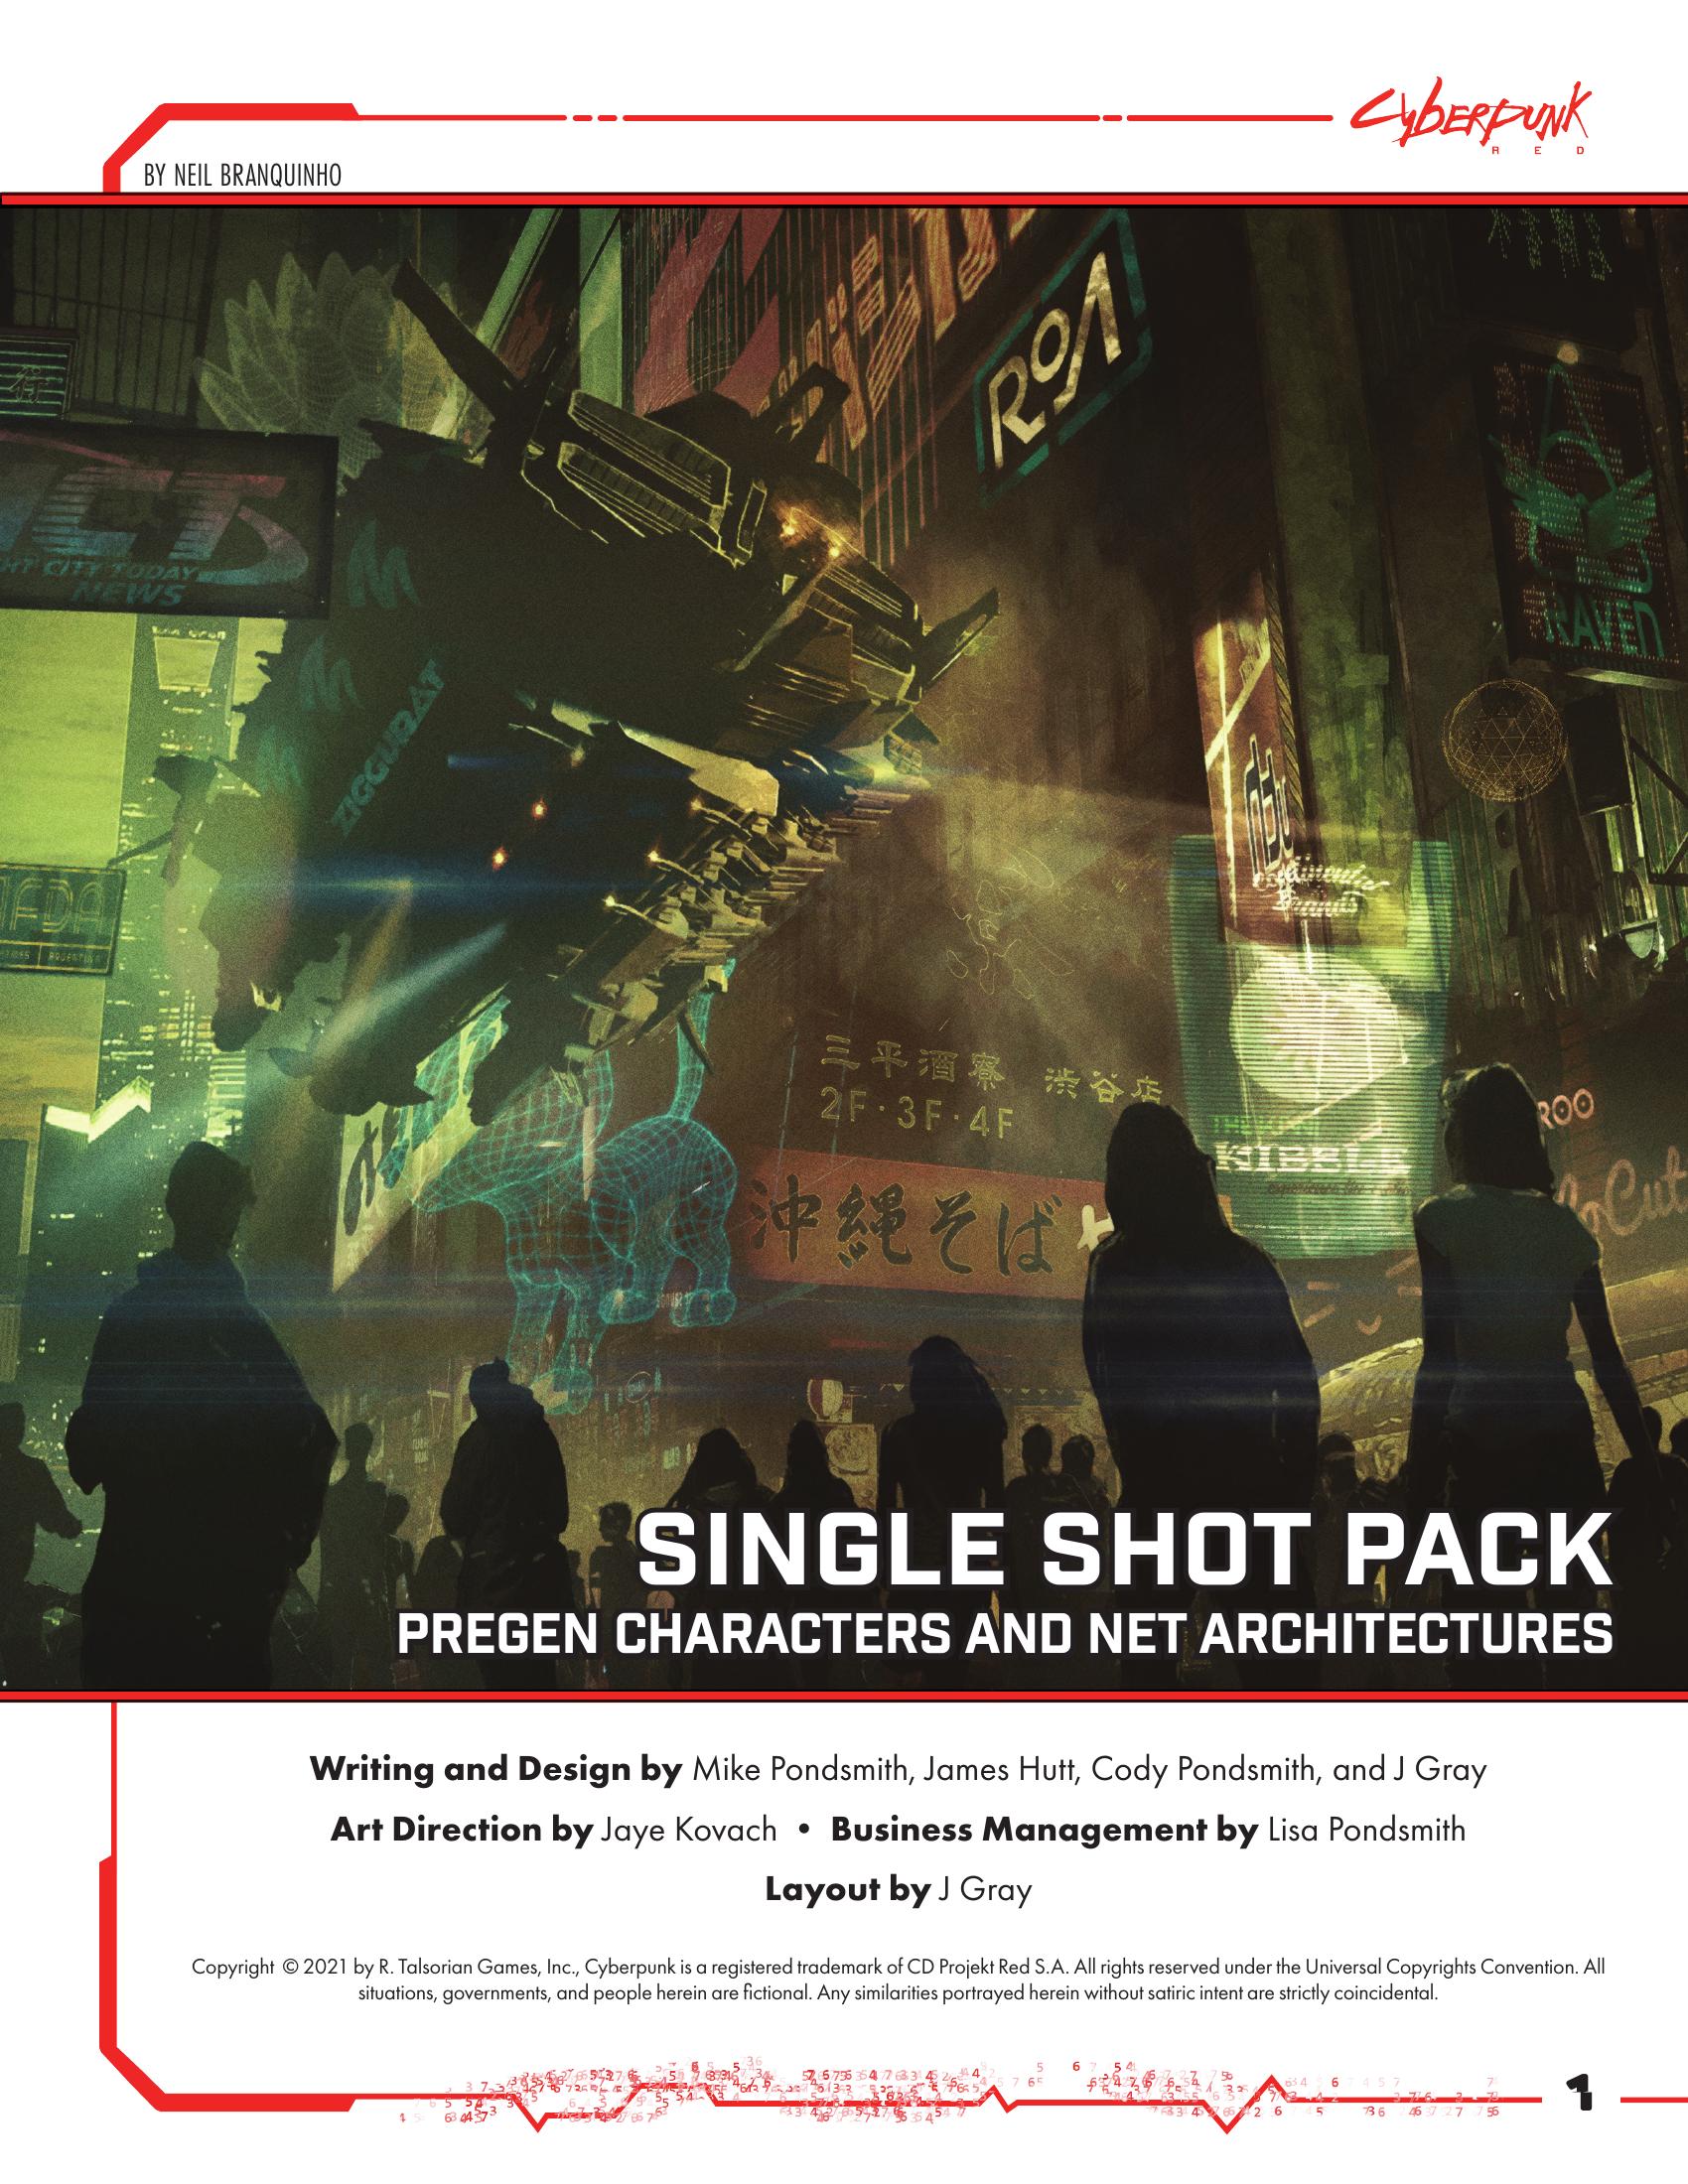 CYBERPUNK
RED
BY NEIL BRANQUINHO
ROA
TODAY
NEWS
RAVEN
ZIGGURAT
三平酒寮 渋谷店
2F·3F·4F
KIBBLE
沖縄そば
SINGLE SHOT PACK
PREGEN CHARACTERS AND NET ARCHITECTURES
Writing and Design by Mike Pondsmith, James Hutt, Cody Pondsmith, and J Gray
Art Direction by Jaye Kovach • Business Management by Lisa Pondsmith
Layout by J Gray
Copyright © 2021 by R. Talsorian Games, Inc., Cyberpunk is a registered trademark of CD Projekt Red S.A. All rights reserved under the Universal Copyrights Convention. All
situations, governments, and people herein are fictional. Any similarities portrayed herein without satiric intent are strictly coincidental.
1